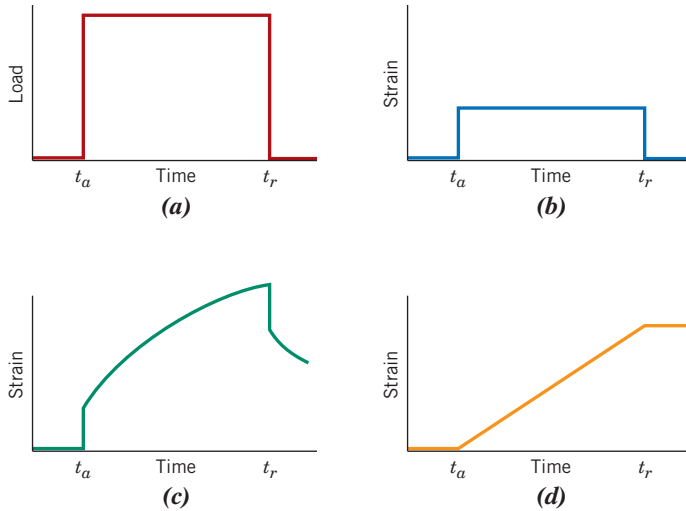 Load
t_a Time t_r
(a)
Strain
t_a Time t_r
(b)
Strain
t_a Time t_r
(c)
Strain
t_a Time t_r
(d)